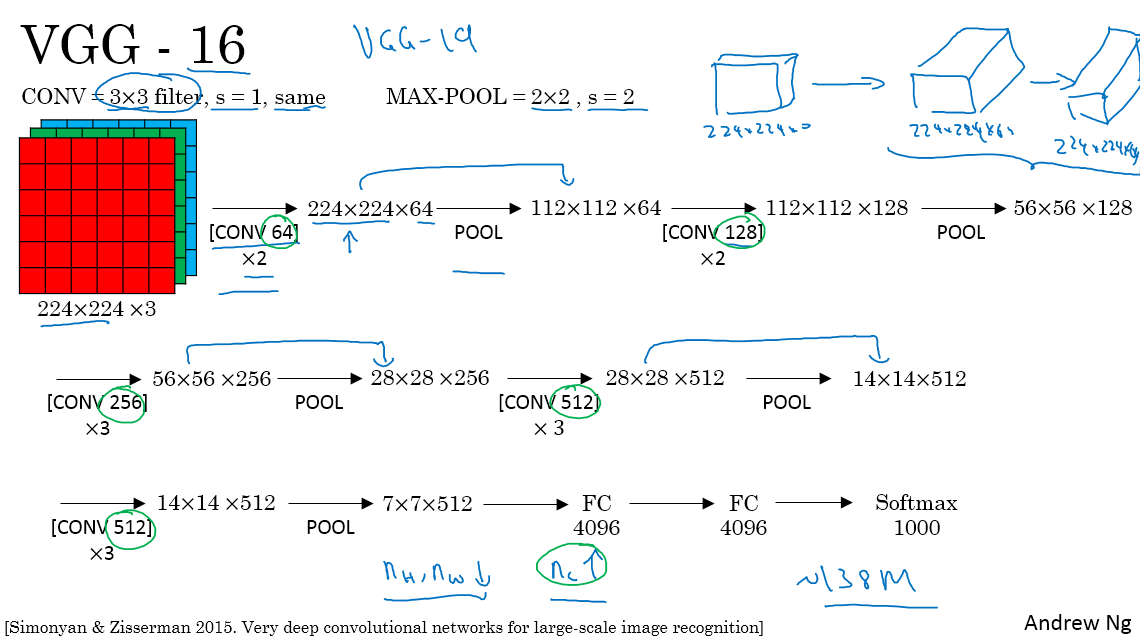 VGG - 16
VGG-19
CONV = 3×3 filter, s = 1, same
MAX-POOL = 2×2 , s = 2
224×224×3
224×224×64
224×224×64
224×224×64
112×112 ×64
112×112 ×128
56×56 ×128
[CONV 64]
POOL
[CONV 128]
POOL
×2
×2
224×224 ×3
56×56 ×256
28×28 ×256
28×28 ×512
14×14×512
[CONV 256]
POOL
[CONV 512]
POOL
×3
× 3
14×14 ×512
7×7×512
FC
FC
Softmax
[CONV 512]
POOL
4096
4096
1000
×3
nH, nW ↓
nC ↑
~138M
[Simonyan & Zisserman 2015. Very deep convolutional networks for large-scale image recognition]
Andrew Ng